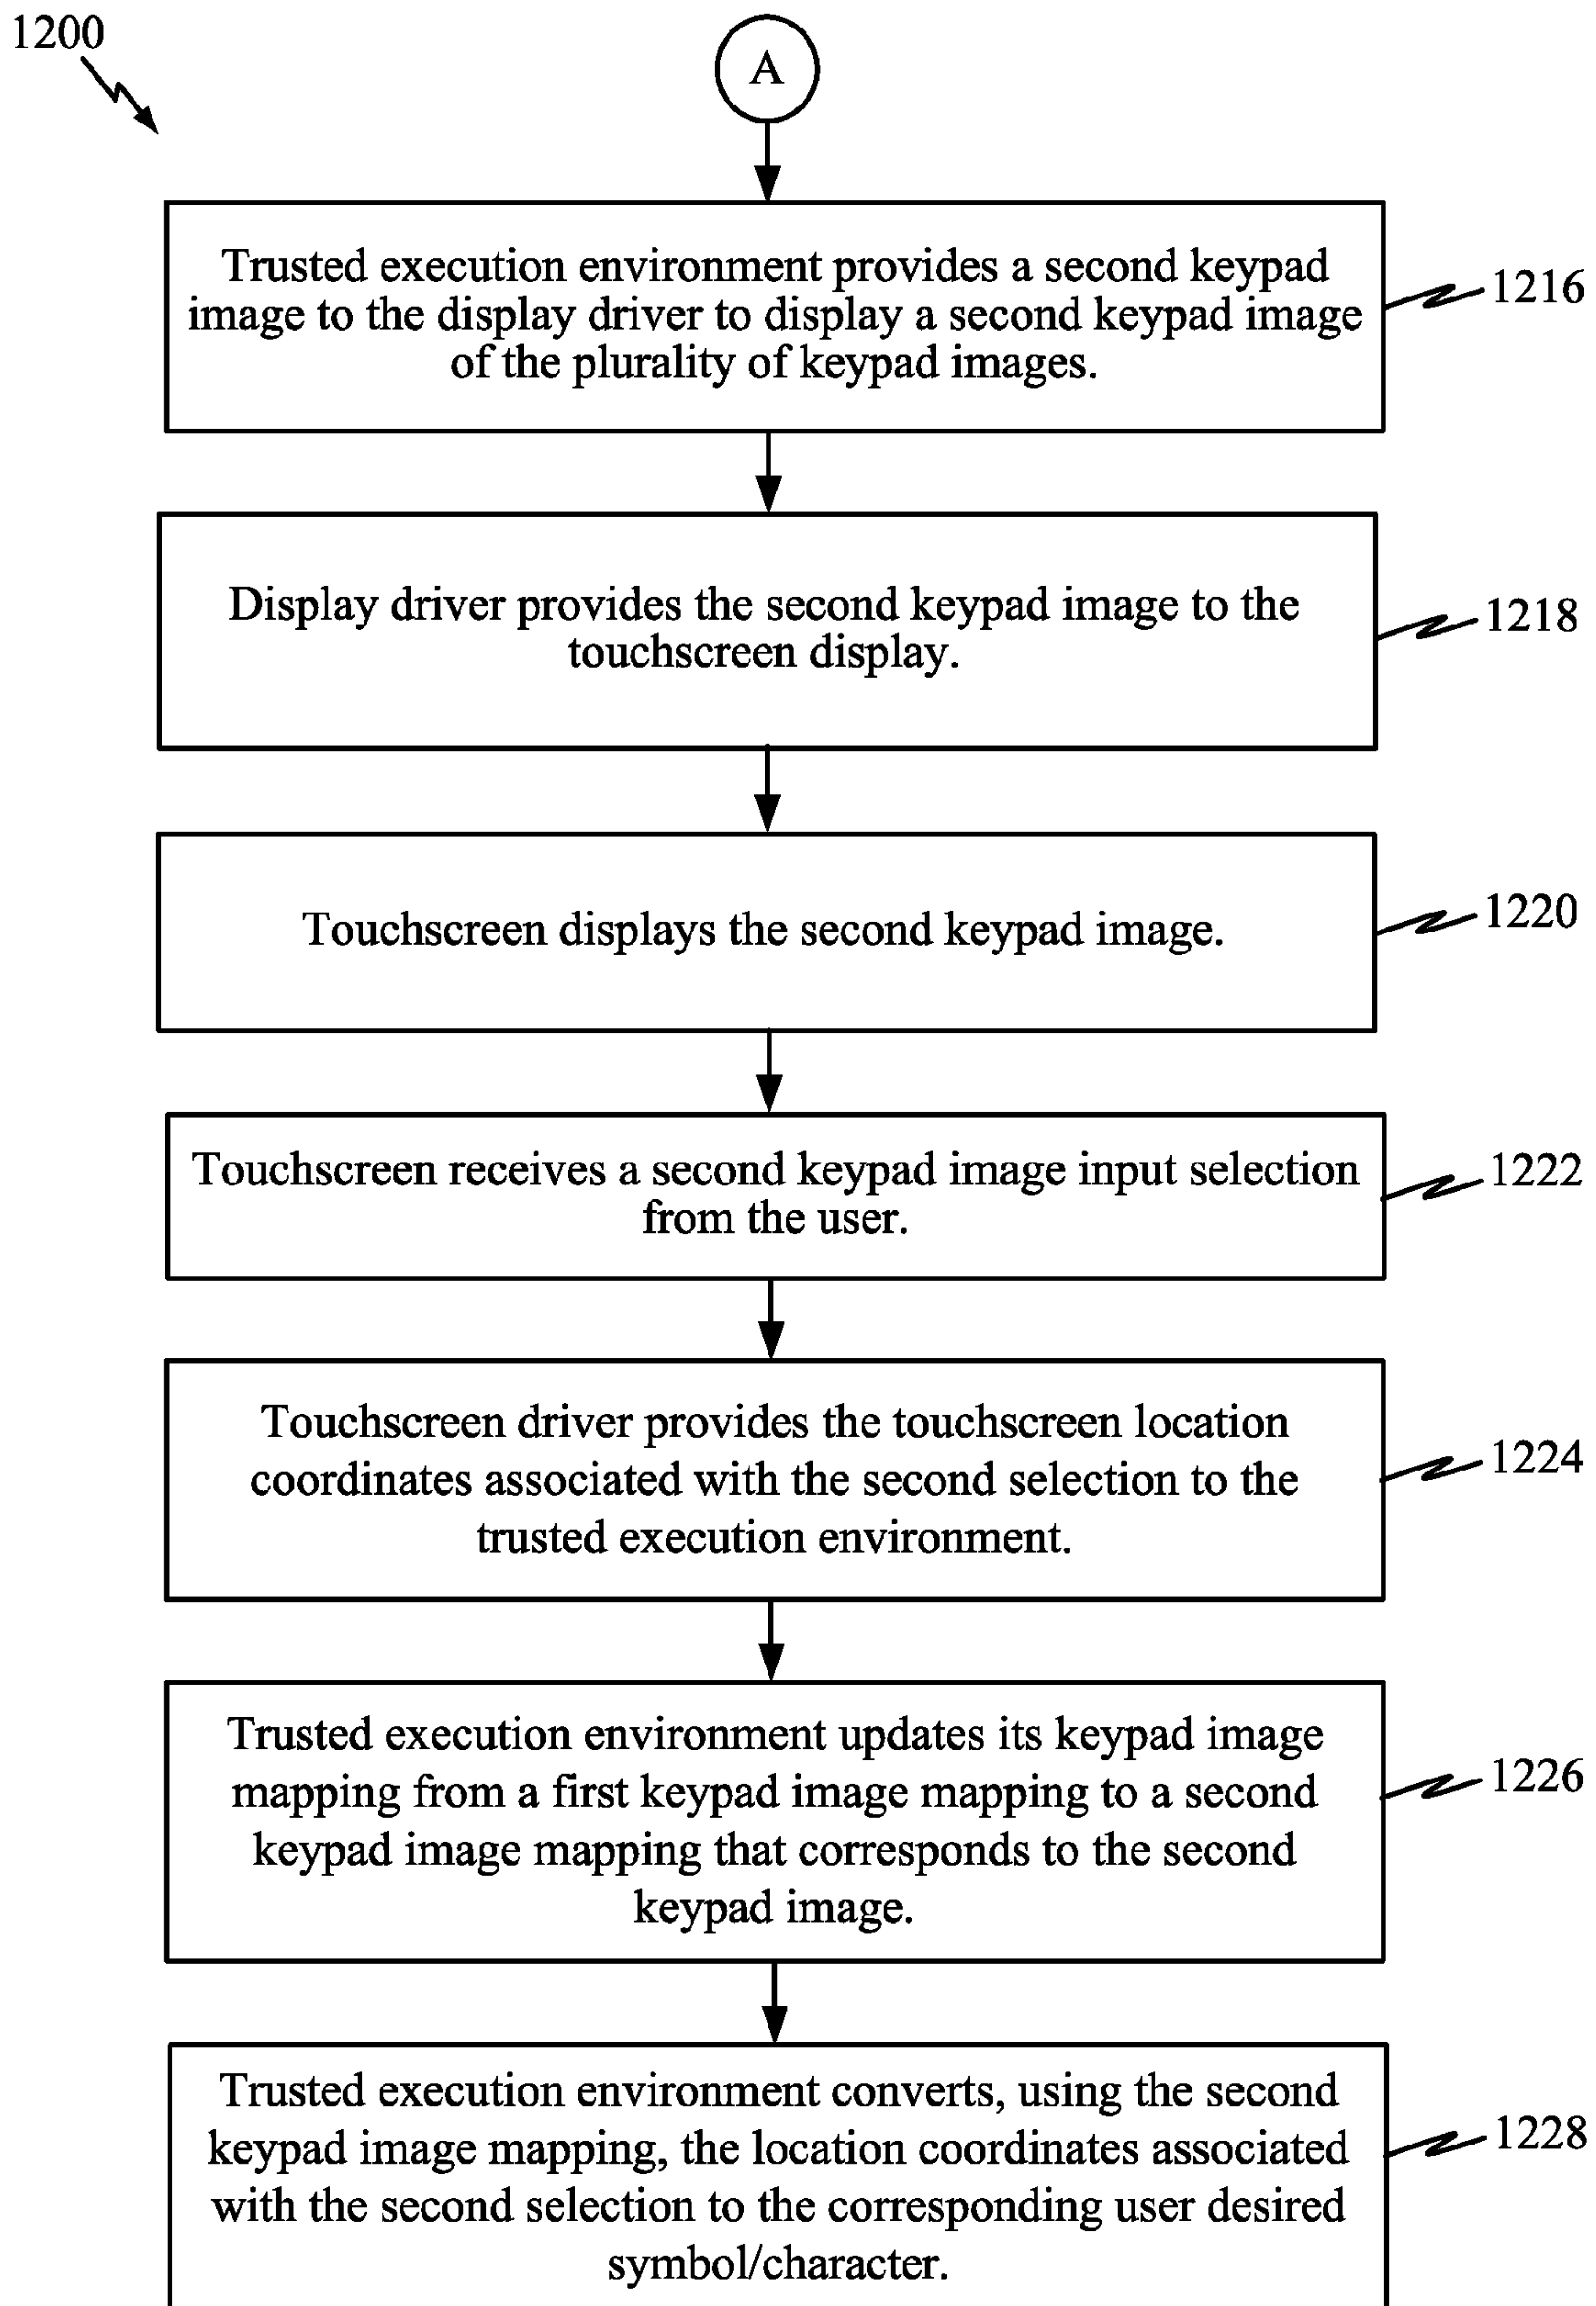 1200
A
Trusted execution environment provides a second keypad
image to the display driver to display a second keypad image
of the plurality of keypad images.
1216
Display driver provides the second keypad image to the
touchscreen display.
1218
Touchscreen displays the second keypad image.
1220
Touchscreen receives a second keypad image input selection
from the user.
1222
Touchscreen driver provides the touchscreen location
coordinates associated with the second selection to the
trusted execution environment.
1224
Trusted execution environment updates its keypad image
mapping from a first keypad image mapping to a second
keypad image mapping that corresponds to the second
keypad image.
1226
Trusted execution environment converts, using the second
keypad image mapping, the location coordinates associated
with the second selection to the corresponding user desired
symbol/character.
1228